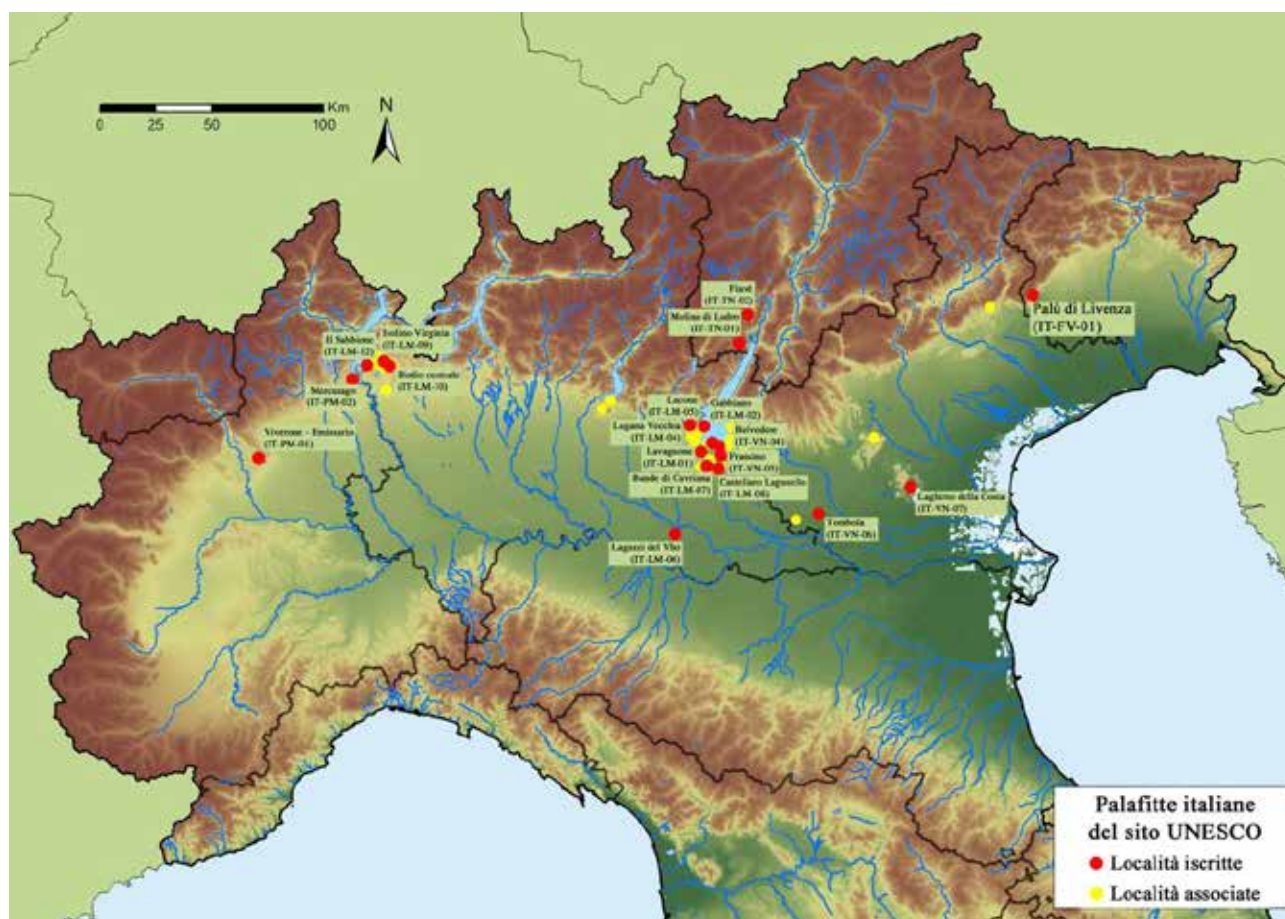 Km
0 25 50 100
N
Fiavé
(IT-TN-02)
Molina di Ledro
(IT-TN-01)
Palù di Livenza
(IT-FV-01)
Il Sabbione
(IT-LM-12)
Isolino Virginia
(IT-LM-09)
Bodio centrale
(IT-LM-10)
Mercurago
(IT-PM-02)
Viverone - Emissario
(IT-PM-01)
Lucone
(IT-LM-05)
Gabbiano
(IT-LM-02)
Lugana Vecchia
(IT-LM-04)
Belvedere
(IT-VN-04)
Lavagnone
(IT-LM-01)
Frassino
(IT-VN-05)
Bande di Cavriana
(IT-LM-07)
Castellaro Lagusello
(IT-LM-08)
Laghetto della Costa
(IT-VN-07)
Tombola
(IT-VN-06)
Lagazzi del Vho
(IT-LM-06)
Palafitte italiane
del sito UNESCO
Località iscritte
Località associate